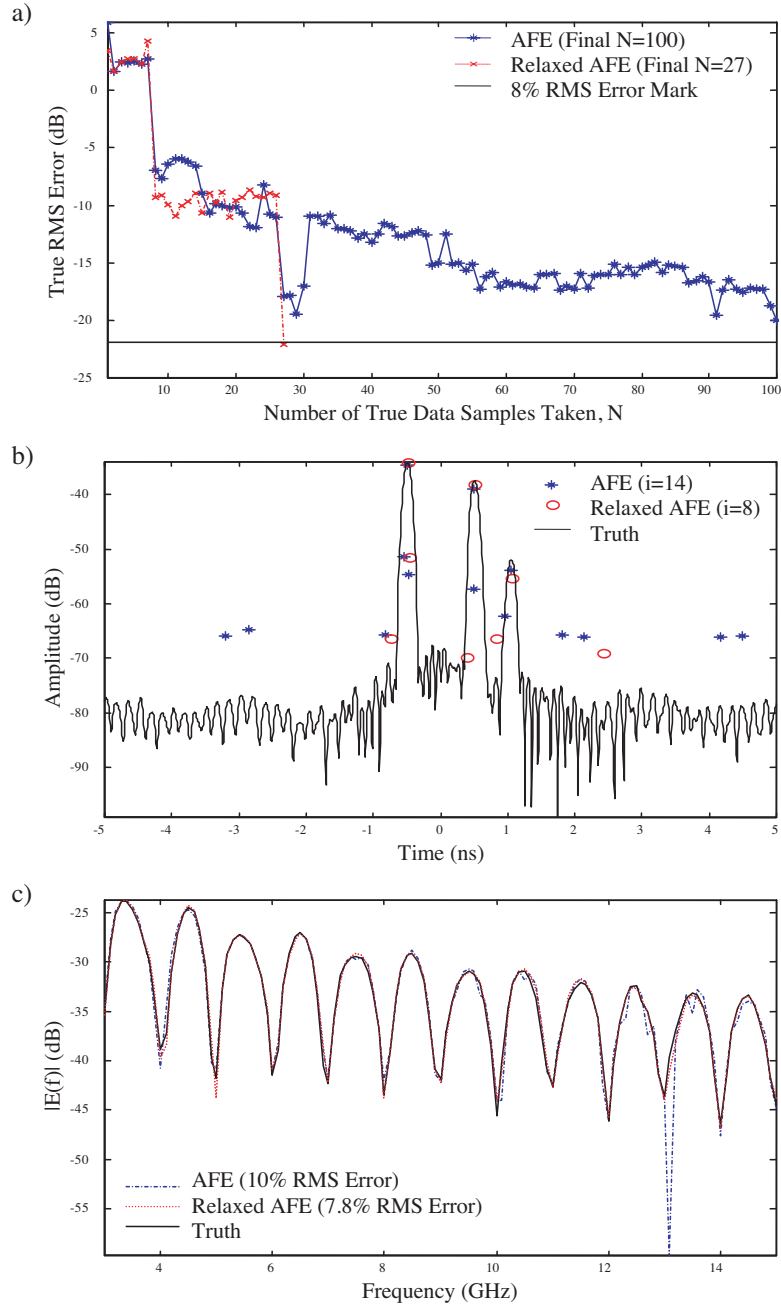 a)
5
0
-5
-10
-15
-20
-25
True RMS Error (dB)
AFE (Final N=100)
Relaxed AFE (Final N=27)
8% RMS Error Mark
10 20 30 40 50 60 70 80 90 100
Number of True Data Samples Taken, N
b)
-40
-50
-60
-70
-80
-90
Amplitude (dB)
AFE (i=14)
Relaxed AFE (i=8)
Truth
-5 -4 -3 -2 -1 0 1 2 3 4 5
Time (ns)
c)
-25
-30
-35
-40
-45
-50
-55
|E(f)| (dB)
AFE (10% RMS Error)
Relaxed AFE (7.8% RMS Error)
Truth
4 6 8 10 12 14
Frequency (GHz)